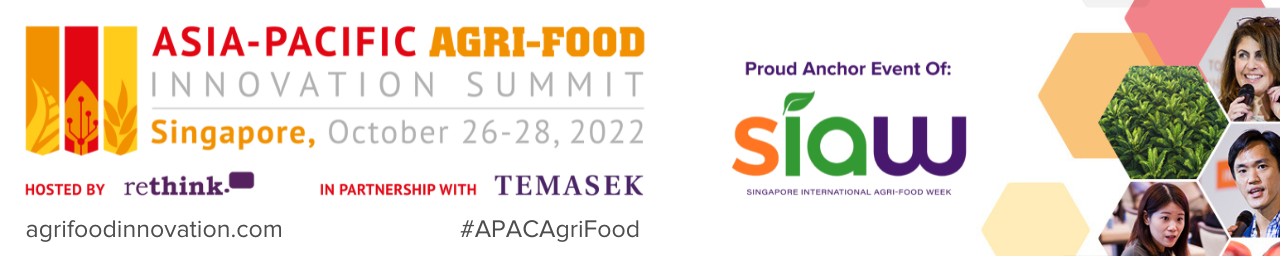 ASIA-PACIFIC AGRI-FOOD
INNOVATION SUMMIT
Singapore, October 26-28, 2022
HOSTED BY rethink. IN PARTNERSHIP WITH TEMASEK
agrifoodinnovation.com #APACAgriFood
Proud Anchor Event Of:
siaw
SINGAPORE INTERNATIONAL AGRI-FOOD WEEK